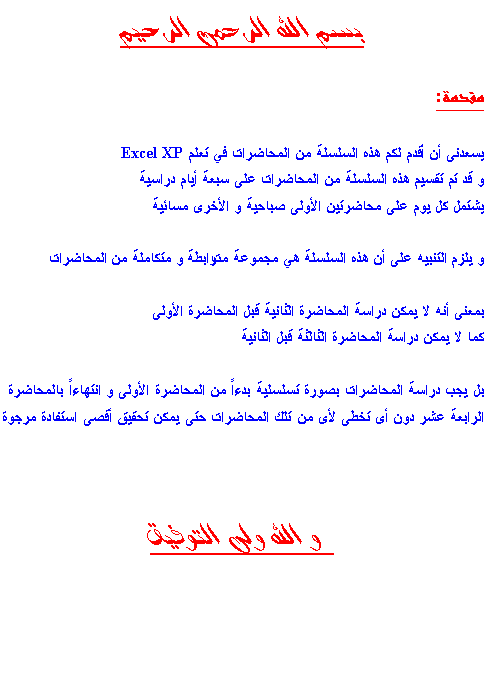 بسم الله الرحمن الرحيم
مقدمة:
يسعدنى أن أقدم لكم هذه السلسلة من المحاضرات في تعلم Excel XP
و قد تم تقسيم هذه السلسلة من المحاضرات على سبعة أيام دراسية
يشتمل كل يوم على محاضرتين الأولى صباحية و الأخرى مسائية
و يلزم التنبيه على أن هذه السلسلة هي مجموعة متوابطة و متكاملة من المحاضرات
بمعنى أنه لا يمكن دراسة المحاضرة الثانية قبل المحاضرة الأولى
كما لا يمكن دراسة المحاضرة الثالثة قبل الثانية
بل يجب دراسة المحاضرات بصورة تسلسلية بدءاً من المحاضرة الأولى و انتهاءاً بالمحاضرة
الرابعة عشر دون أى تخطى لأى من تلك المحاضرات حتى يمكن تحقيق أقصى استفادة مرجوة
و الله ولى التوفيق